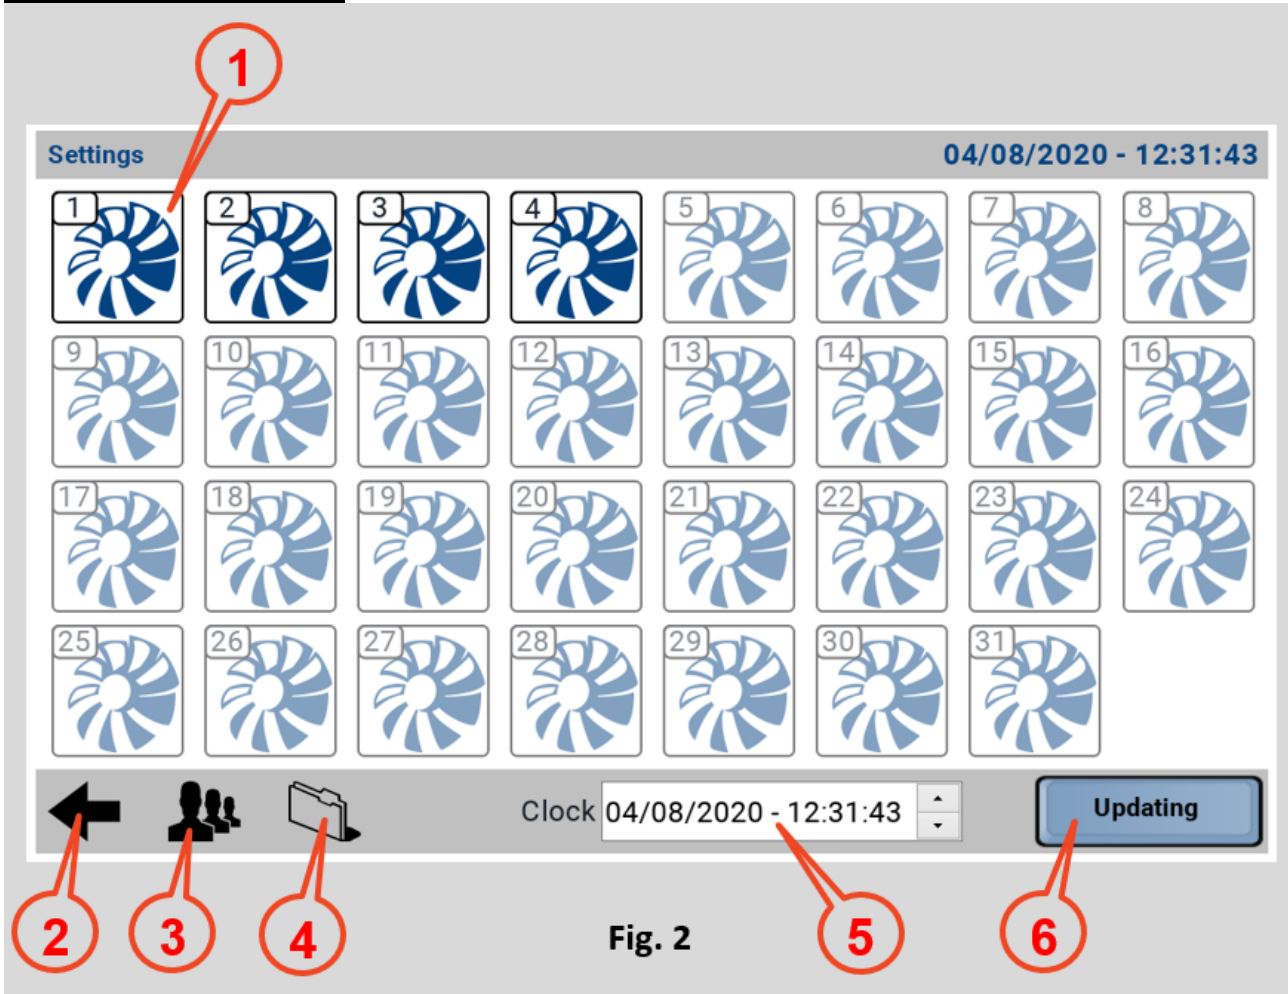 1
Settings 04/08/2020 - 12:31:43
1 2 3 4 5 6 7 8
9 10 11 12 13 14 15 16
17 18 19 20 21 22 23 24
25 26 27 28 29 30 31
Clock 04/08/2020 - 12:31:43 Updating
2 3 4 Fig. 2 5 6